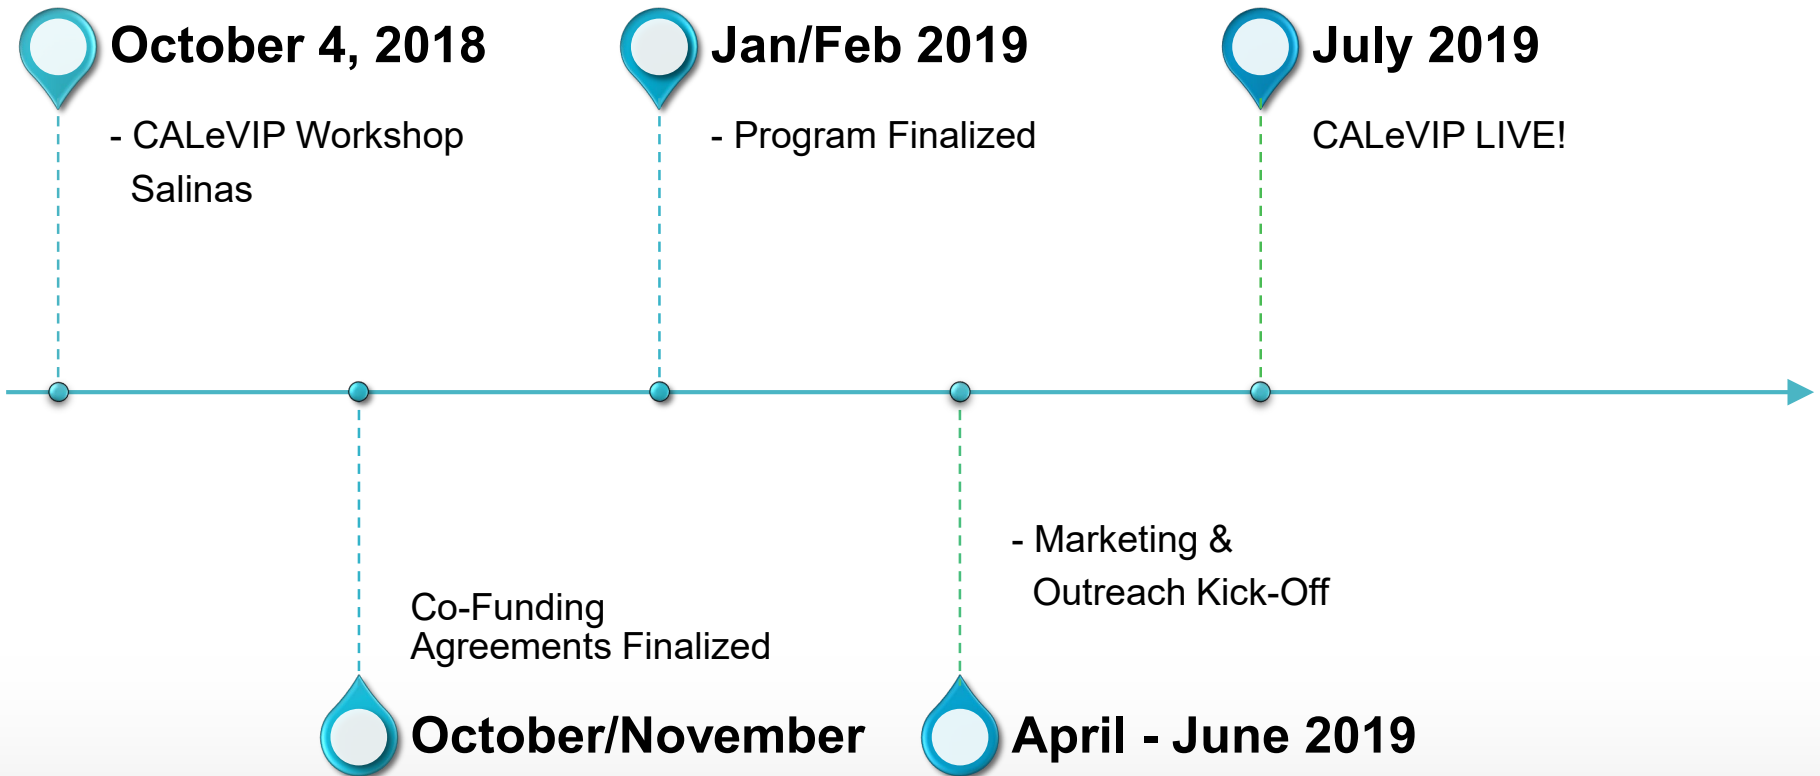 October 4, 2018
- CALeVIP Workshop
Salinas
Jan/Feb 2019
- Program Finalized
July 2019
CALeVIP LIVE!
Co-Funding
Agreements Finalized
October/November
- Marketing &
Outreach Kick-Off
April - June 2019